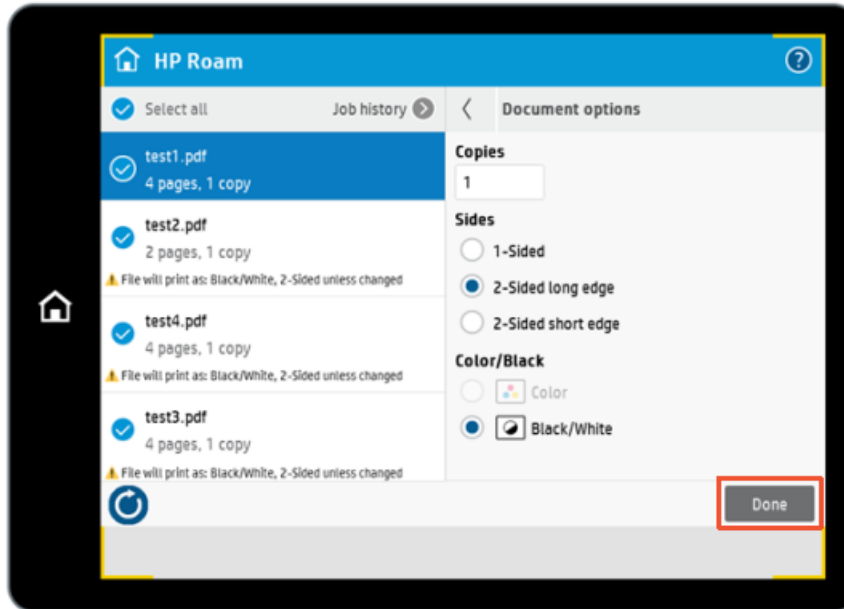 HP Roam
?
Select all
Job history
Document options
test1.pdf
4 pages, 1 copy
test2.pdf
2 pages, 1 copy
File will print as: Black/White, 2-Sided unless changed
test4.pdf
4 pages, 1 copy
File will print as: Black/White, 2-Sided unless changed
test3.pdf
4 pages, 1 copy
File will print as: Black/White, 2-Sided unless changed
Copies
1
Sides
1-Sided
2-Sided long edge
2-Sided short edge
Color/Black
Color
Black/White
Done